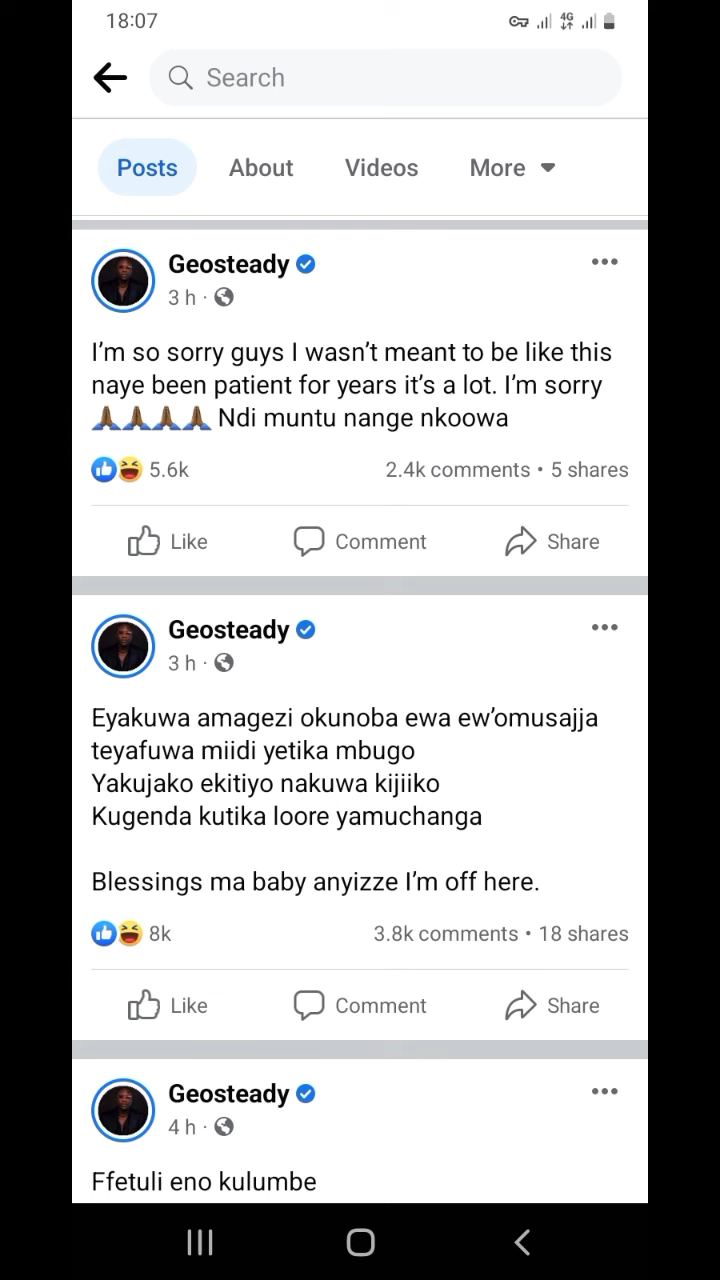 18:07
4G
Search
Posts About Videos More
Geosteady
3 h ·
I’m so sorry guys I wasn’t meant to be like this
naye been patient for years it’s a lot. I’m sorry
🙏🏾🙏🏾🙏🏾🙏🏾 Ndi muntu nange nkoowa
5.6k 2.4k comments • 5 shares
Like Comment Share
Geosteady
3 h ·
Eyakuwa amagezi okunoba ewa ew’omusajja
teyafuwa miidi yetika mbugo
Yakujako ekitiyo nakuwa kijiiko
Kugenda kutika loore yamuchanga
Blessings ma baby anyizze I’m off here.
8k 3.8k comments • 18 shares
Like Comment Share
Geosteady
4 h ·
Ffetuli eno kulumbe